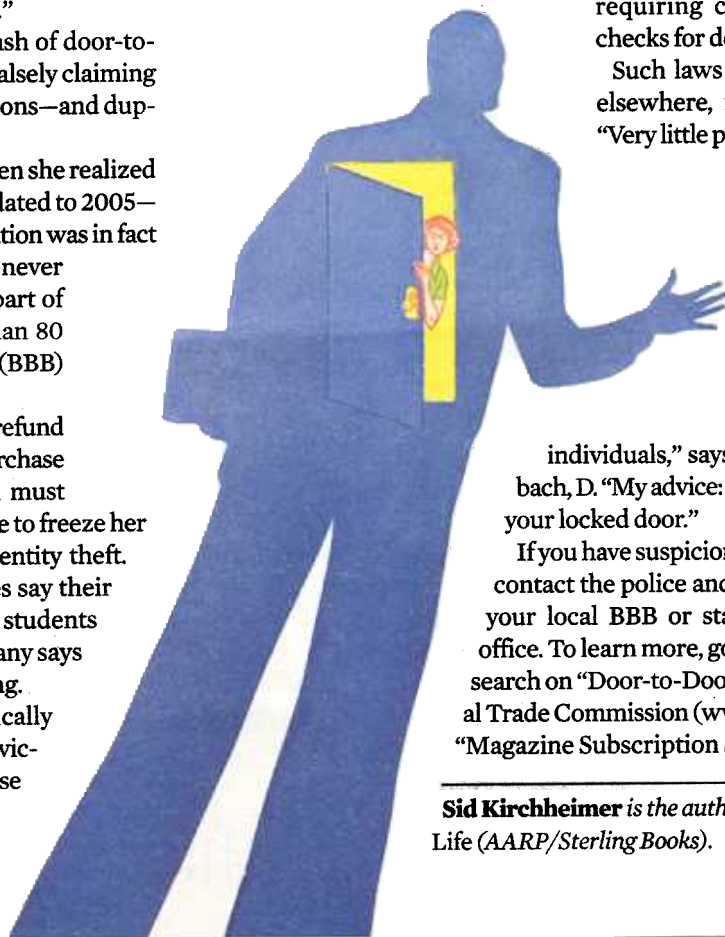 .”
ash of door-to-
alsely claiming
ons—and dup-
en she realized
lated to 2005—
tion was in fact
never
part of
an 80
(BBB)
refund
rchase
must
e to freeze her
entity theft.
es say their
students
any says
ng.
cally
vic-
se
requiring c
checks for d
Such laws
elsewhere,
“Very little p
individuals,” says
bach, D. “My advice:
your locked door.”
If you have suspicio
contact the police and
your local BBB or sta
office. To learn more, go
search on “Door-to-Doo
al Trade Commission (w
“Magazine Subscription
Sid Kirchheimer is the auth
Life (AARP/Sterling Books).